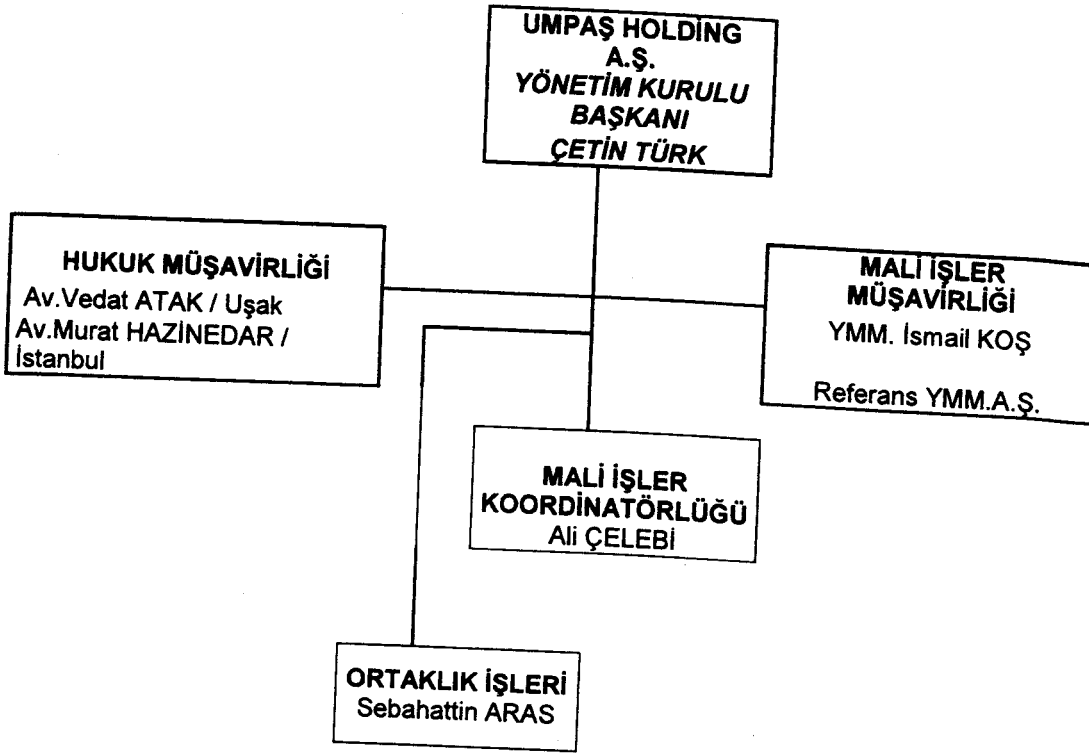 UMPAŞ HOLDİNG
A.Ş.
YÖNETİM KURULU
BAŞKANI
ÇETİN TÜRK
HUKUK MÜŞAVİRLİĞİ
Av.Vedat ATAK / Uşak
Av.Murat HAZİNEDAR /
İstanbul
MALİ İŞLER
MÜŞAVİRLİĞİ
YMM. İsmail KOŞ
Referans YMM.A.Ş.
MALİ İŞLER
KOORDİNATÖRLÜĞÜ
Ali ÇELEBİ
ORTAKLIK İŞLERİ
Sebahattin ARAS